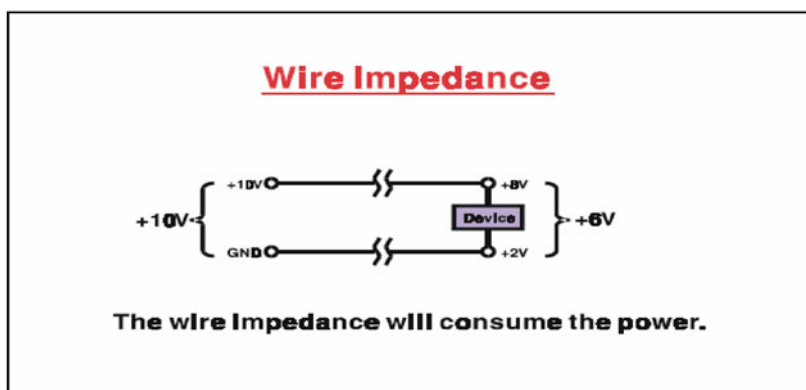 Wire Impedance
+10V
+8V
+10V
Device
+6V
GND
+2V
The wire Impedance will consume the power.